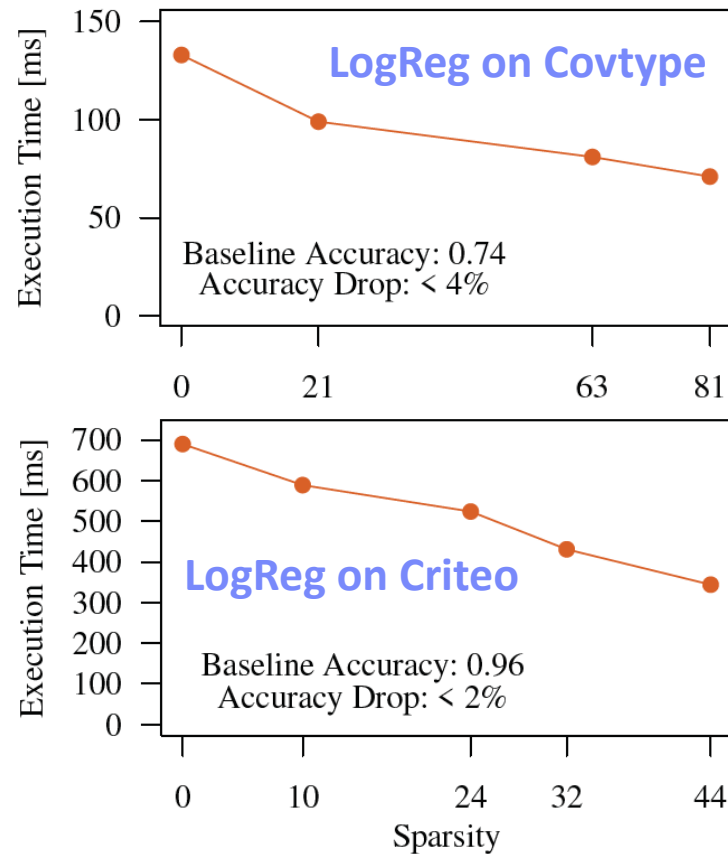 150
100
50
0
Execution Time [ms]
LogReg on Covtype
Baseline Accuracy: 0.74
Accuracy Drop: < 4%
0 21 63 81
700
600
500
400
300
200
100
0
Execution Time [ms]
LogReg on Criteo
Baseline Accuracy: 0.96
Accuracy Drop: < 2%
0 10 24 32 44
Sparsity